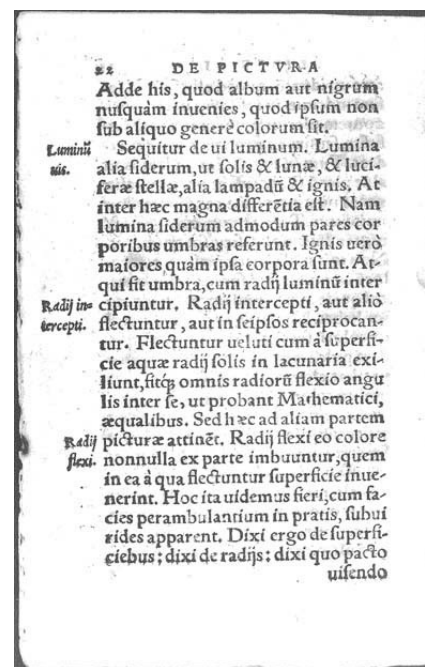 22 DE PICTVRA
Adde his, quod album aut nigrum
nusquàm inuenies, quod ipsum non
sub aliquo genere colorum sit.
Luminū Sequitur de ui luminum. Lumina
uis. alia siderum, ut solis & lunæ, & luci-
feræ stellæ, alia lampadū & ignis. At
inter hæc magna differētia est. Nam
lumina siderum admodum pares cor
poribus umbras referunt. Ignis uerò
maiores, quàm ipsa corpora sunt. At-
qui fit umbra, cum radij luminū inter
Radij in= cipiuntur. Radij intercepti, aut aliò
tercepti. flectuntur, aut in seipsos reciprocan-
tur. Flectuntur ueluti cum à superfi-
cie aquæ radij solis in lacunaria exi-
liunt, fitq́; omnis radiorū flexio angu
lis inter se, ut probant Mathematici,
æqualibus. Sed hæc ad aliam partem
Radij picturæ attinēt. Radij flexi eo colore
flexi. nonnulla ex parte imbuuntur, quem
in ea à qua flectuntur superficie inue-
nerint. Hoc ita uidemus fieri, cum fa-
cies perambulantium in pratis, subui
rides apparent. Dixi ergo de superfi-
ciebus; dixi de radijs; dixi quo pacto
uisendo